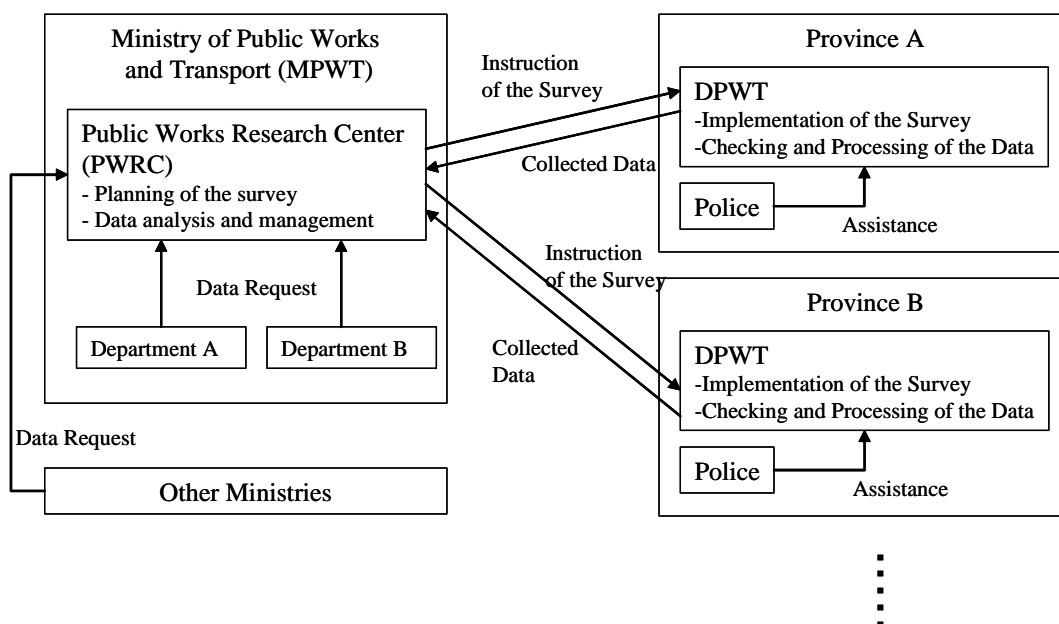 Ministry of Public Works
and Transport (MPWT)
Public Works Research Center
(PWRC)
- Planning of the survey
- Data analysis and management
Data Request
Department A
Department B
Data Request
Other Ministries
Instruction
of the Survey
Collected Data
Instruction
of the Survey
Collected
Data
Province A
DPWT
-Implementation of the Survey
-Checking and Processing of the Data
Police
Assistance
Province B
DPWT
-Implementation of the Survey
-Checking and Processing of the Data
Police
Assistance